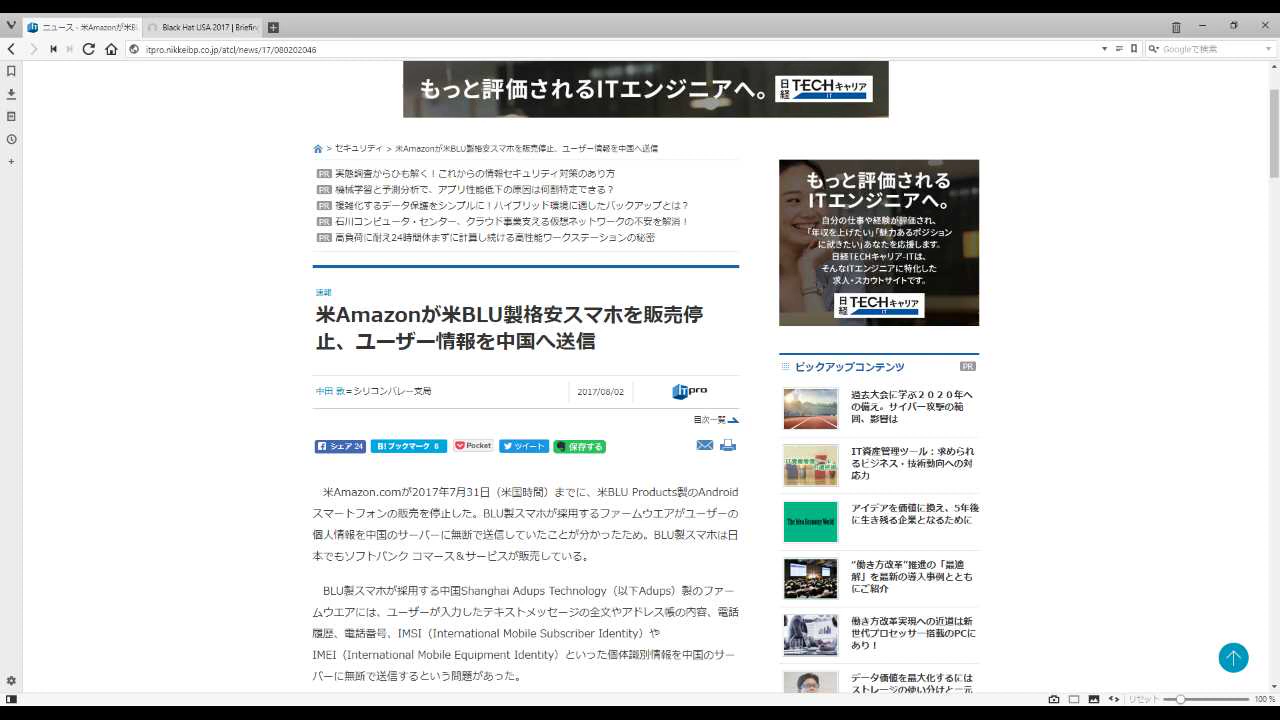 ニュース - 米Amazonが米BL
Black Hat USA 2017 | Briefin
itpro.nikkeibp.co.jp/atcl/news/17/080202046
Googleで検索
もっと評価されるITエンジニアへ。
日経 TECHキャリア IT
> セキュリティ > 米Amazonが米BLU製格安スマホを販売停止、ユーザー情報を中国へ送信
PR 実態調査からひも解く！これからの情報セキュリティ対策のあり方
PR 機械学習と予測分析で、アプリ性能低下の原因は何割特定できる？
PR 複雑化するデータ保護をシンプルに！ハイブリッド環境に適したバックアップとは？
PR 石川コンピュータ・センター、クラウド事業支える仮想ネットワークの不安を解消！
PR 高負荷に耐え24時間休まずに計算し続ける高性能ワークステーションの秘密
速報
米Amazonが米BLU製格安スマホを販売停
止、ユーザー情報を中国へ送信
中田 敦＝シリコンバレー支局
2017/08/02
ITpro
目次一覧
シェア 24
B!ブックマーク 6
Pocket
ツイート
保存する
米Amazon.comが2017年7月31日（米国時間）までに、米BLU Products製のAndroid
スマートフォンの販売を停止した。BLU製スマホが採用するファームウエアがユーザーの
個人情報を中国のサーバーに無断で送信していたことが分かったため。BLU製スマホは日
本でもソフトバンク コマース＆サービスが販売している。
BLU製スマホが採用する中国Shanghai Adups Technology（以下Adups）製のファー
ムウエアには、ユーザーが入力したテキストメッセージの全文やアドレス帳の内容、電話
履歴、電話番号、IMSI（International Mobile Subscriber Identity）や
IMEI（International Mobile Equipment Identity）といった個体識別情報を中国のサー
バーに無断で送信するという問題があった。
もっと評価される
ITエンジニアへ。
自分の仕事や経験が評価され、
「年収を上げたい」「魅力あるポジション
に就きたい」あなたを応援します。
日経TECHキャリア-ITは、
そんなITエンジニアに特化した
求人・スカウトサイトです。
日経 TECHキャリア IT
ピックアップコンテンツ
PR
過去大会に学ぶ２０２０年へ
の備え。サイバー攻撃の範
囲、影響は
IT資産管理ツール：求められ
るビジネス・技術動向への対
応力
The Idea Economy World
アイデアを価値に換え、5年後
に生き残る企業となるために
"働き方改革"推進の「最適
解」を最新の導入事例ととも
にご紹介
働き方改革実現への近道は新
世代プロセッサー搭載のPCに
あり！
データ価値を最大化するには
ストレージの使い分けと一元
リセット
100 %